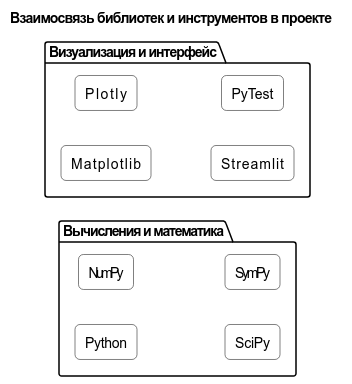 Взаимосвязь библиотек и инструментов в проекте
Визуализация и интерфейс
Plotly
PyTest
Matplotlib
Streamlit
Вычисления и математика
NumPy
SymPy
Python
SciPy